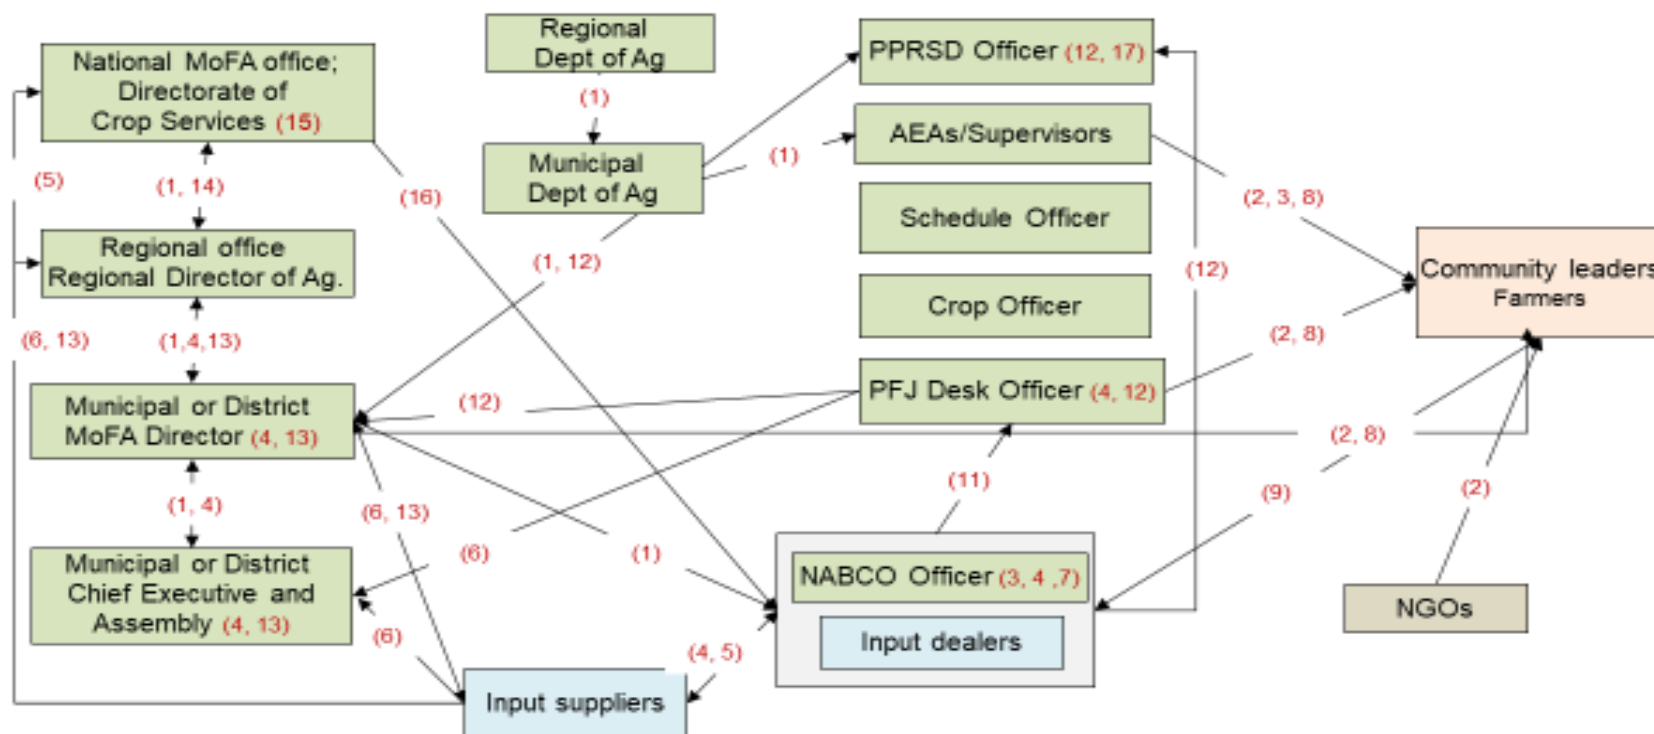 Regional
Dept of Ag
National MoFA office;
Directorate of
Crop Services (15)
PPRSD Officer (12, 17)
(1)
AEAs/Supervisors
Municipal
Dept of Ag
(1)
(5)
(1, 14)
(16)
(2, 3, 8)
Schedule Officer
Regional office
Regional Director of Ag.
(1, 12)
(12)
Community leaders
Farmers
Crop Officer
(6, 13)
(1,4,13)
(2, 8)
Municipal or District
MoFA Director (4, 13)
(12)
PFJ Desk Officer (4, 12)
(2, 8)
(11)
(9)
(2)
(1, 4)
(6, 13)
(6)
(1)
Municipal or District
Chief Executive and
Assembly (4, 13)
NABCO Officer (3, 4 ,7)
NGOs
(6)
(4, 5)
Input dealers
Input suppliers